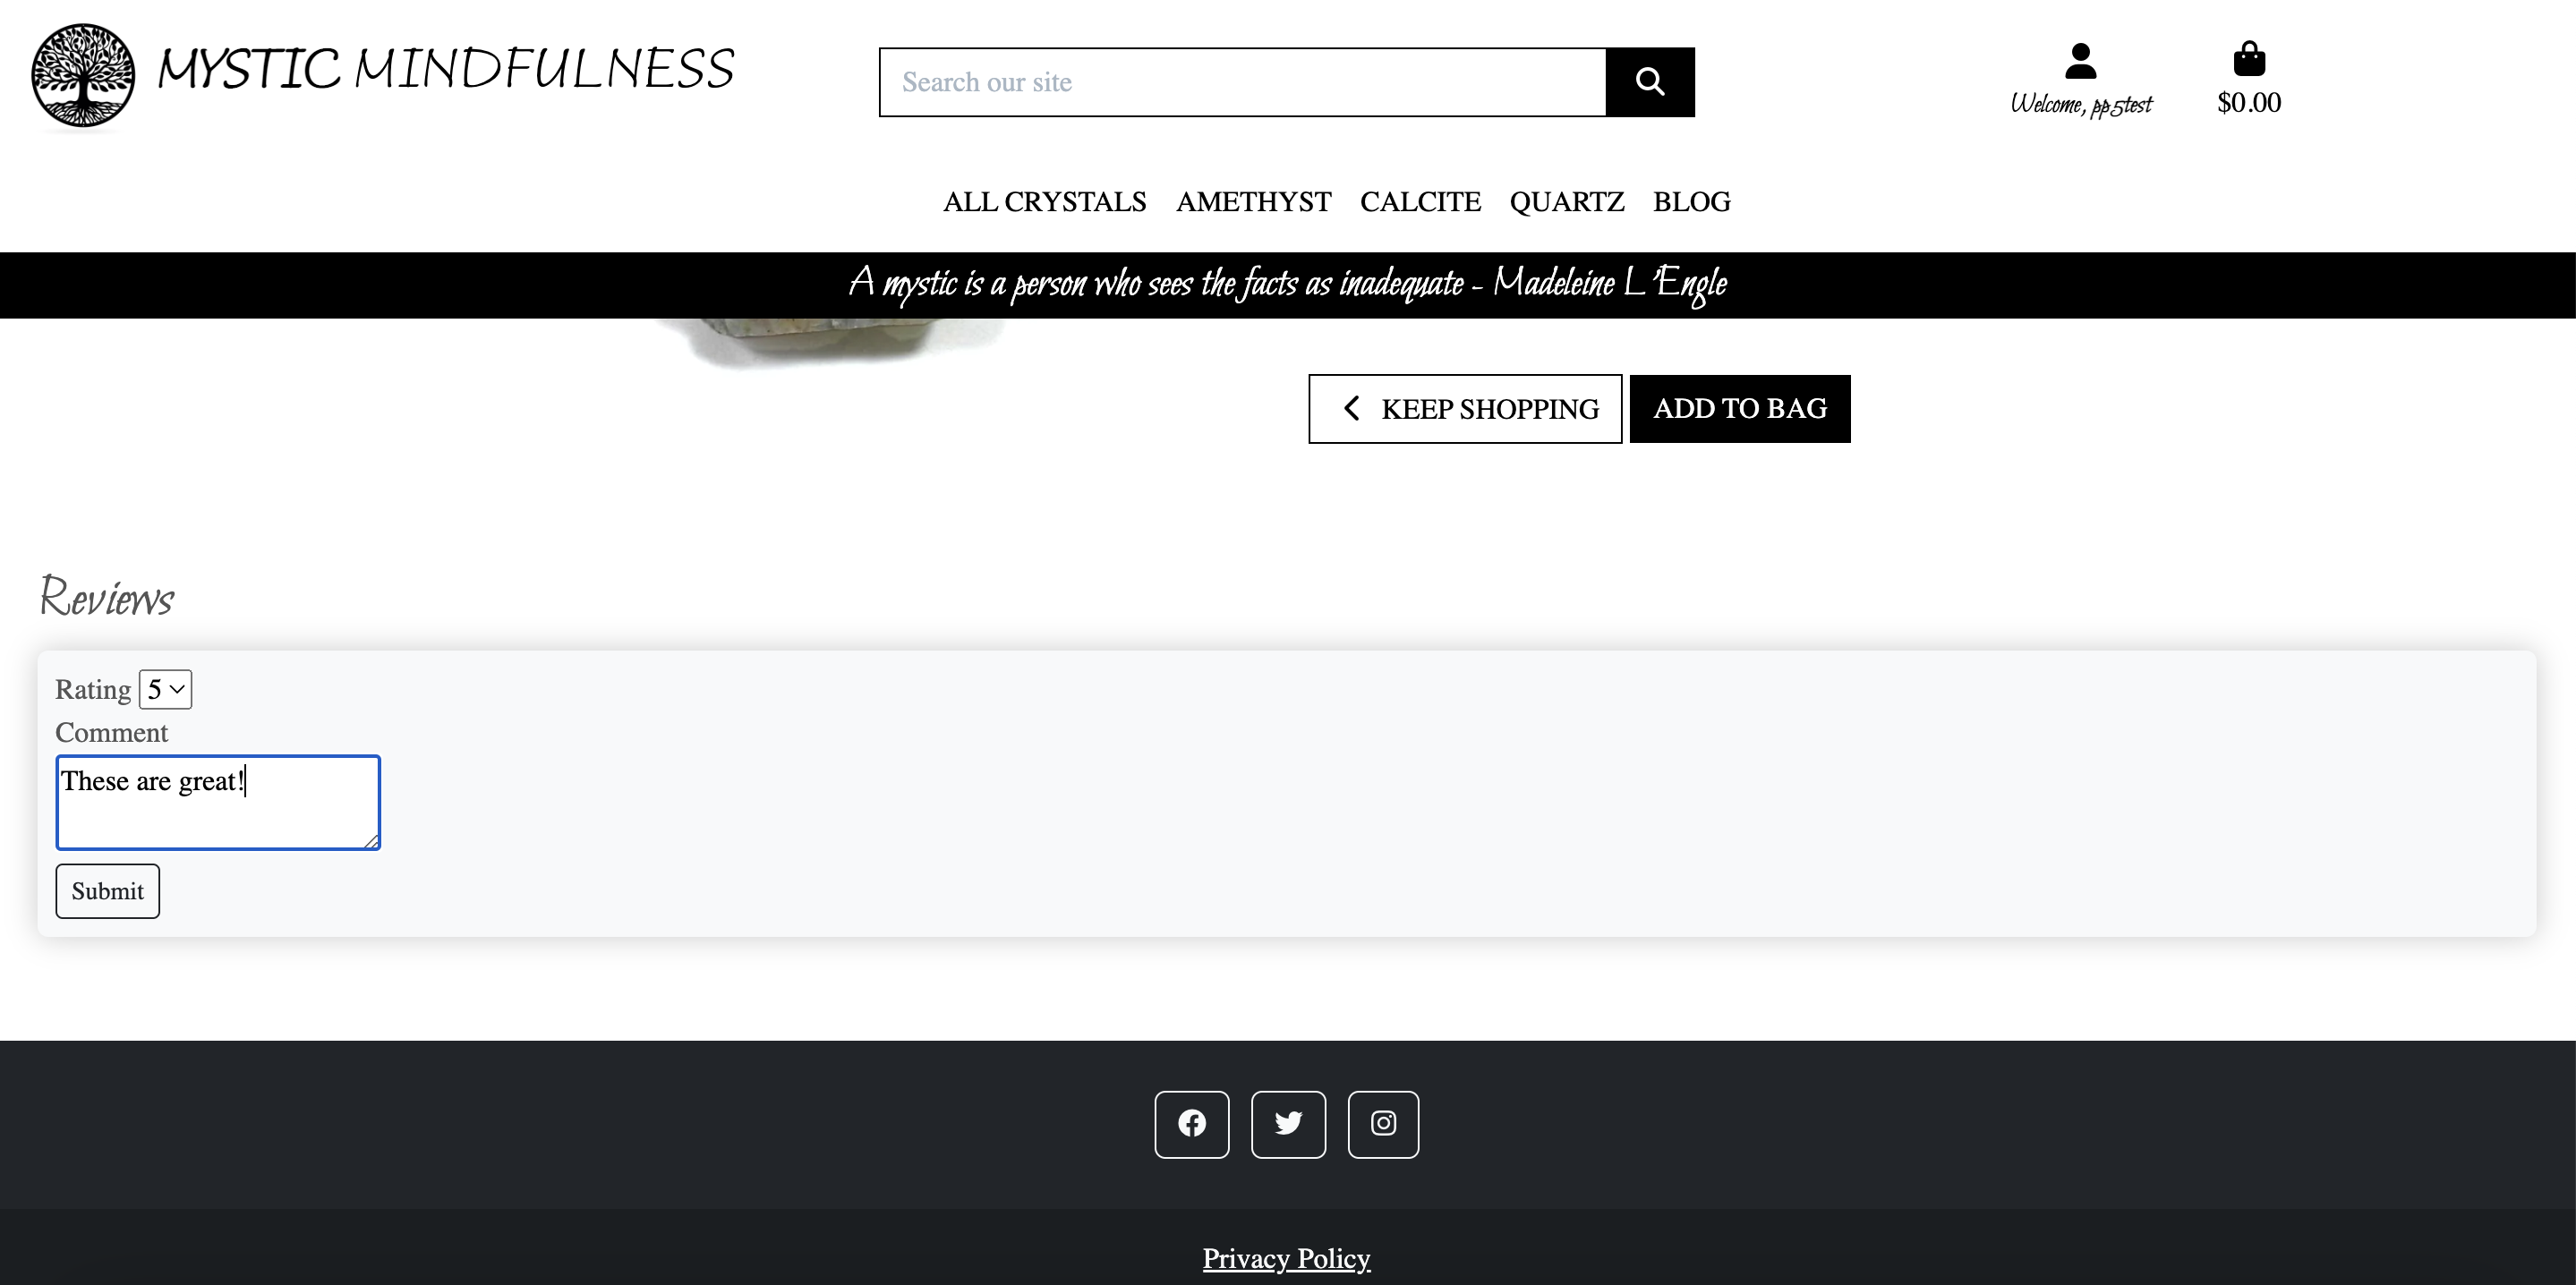 MYSTIC MINDFULNESS
Search our site
Welcome, pp5test
$0.00
ALL CRYSTALS AMETHYST CALCITE QUARTZ BLOG
A mystic is a person who sees the facts as inadequate - Madeleine L'Engle
KEEP SHOPPING
ADD TO BAG
Reviews
Rating 5
Comment
These are great!
Submit
Privacy Policy